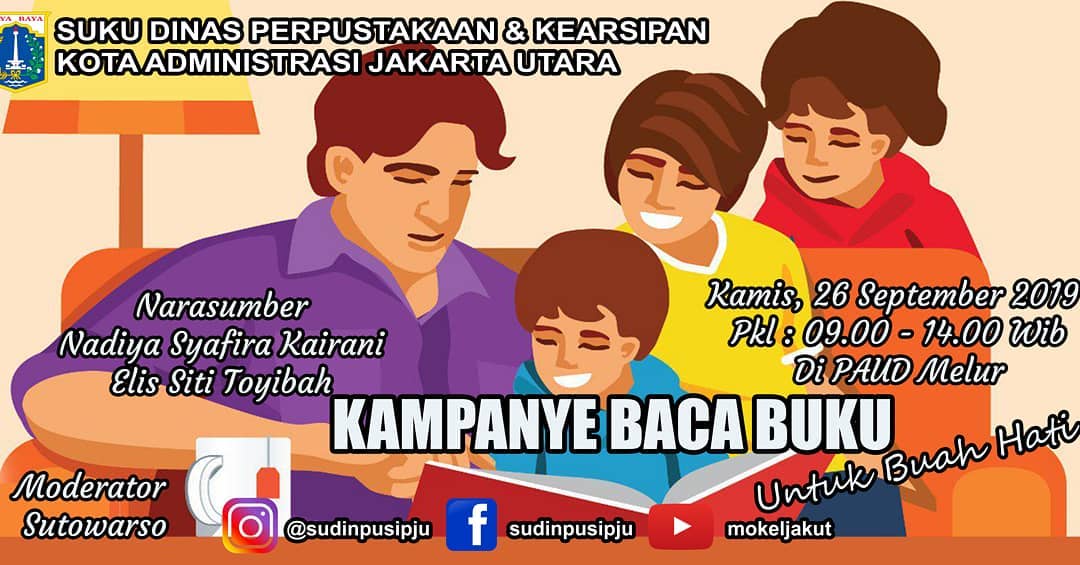 YA RAYA
SUKU DINAS PERPUSTAKAAN & KEARSIPAN
KOTA ADMINISTRASI JAKARTA UTARA
Narasumber
Nadiya Syafira Kairani
Elis Siti Toyibah
Kamis, 26 September 2019
Pkl : 09.00 - 14.00 Wib
Di PAUD Melur
KAMPANYE BACA BUKU
Untuk Buah Hati
Moderator
Sutowarso
@sudinpusipju
sudinpusipju
mokeljakut